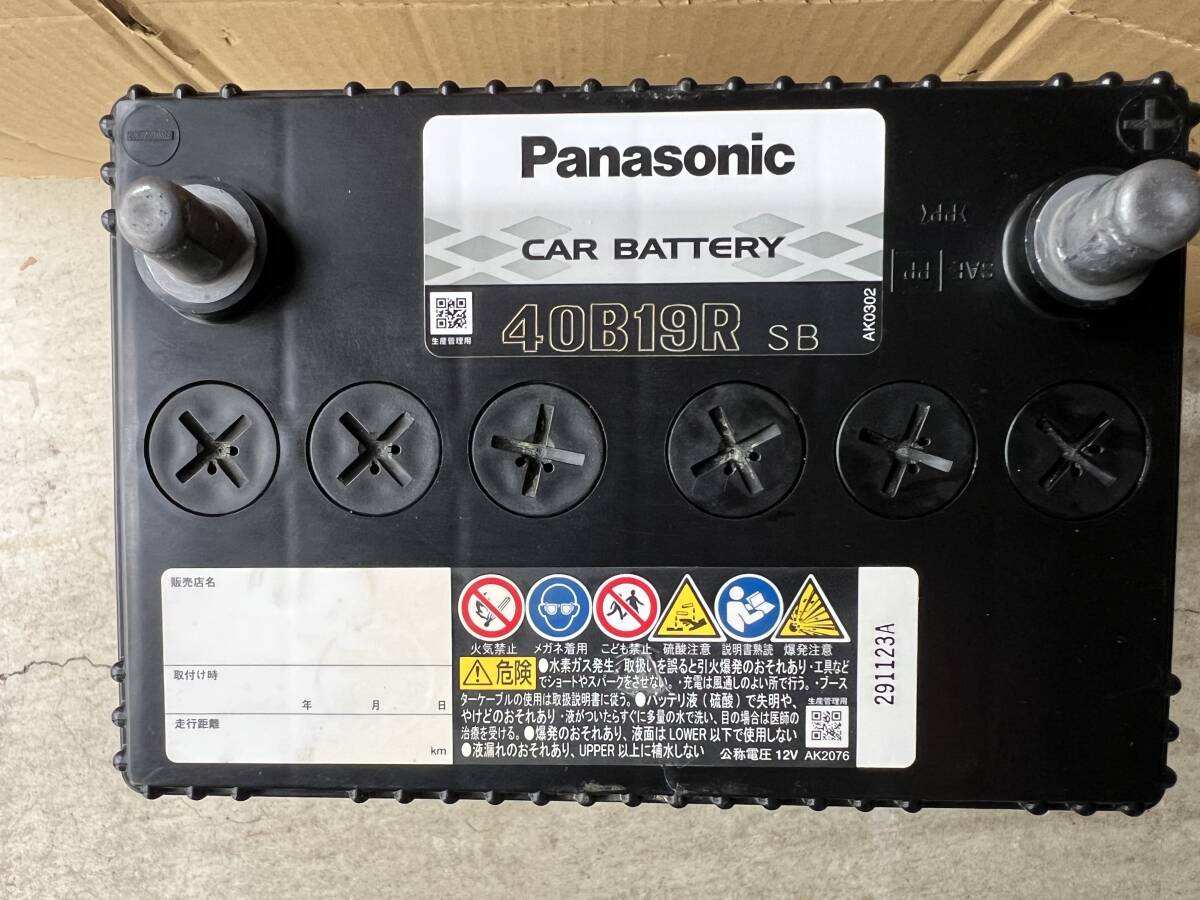 Panasonic
CAR BATTERY
生産管理用
40B19R SB
AK0302
>PP<
SAE PP
販売店名
取付け時
年 月 日
走行距離
km
火気禁止 メガネ着用 こども禁止 硫酸注意 説明書熟読 爆発注意
危険
●水素ガス発生、取扱いを誤ると引火爆発のおそれあり・工具など
でショートやスパークをさせない。・充電は風通しのよい所で行う。・ブース
ターケーブルの使用は取扱説明書に従う。●バッテリ液(硫酸)で失明や、
やけどのおそれあり・液がついたらすぐに多量の水で洗い、目の場合は医師の
治療を受ける。●爆発のおそれあり、液面は LOWER 以下で使用しない
●液漏れのおそれあり、UPPER 以上に補水しない
生産管理用
公称電圧 12V AK2076
291123A